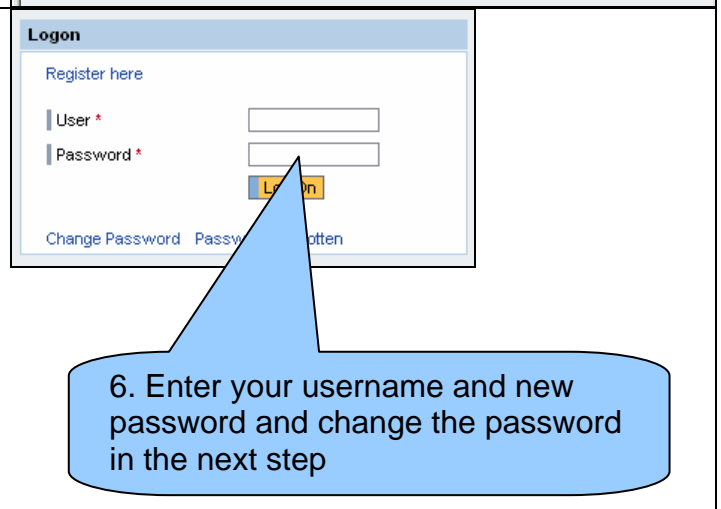 Logon
Register here
User *
Password *
Change Password
6. Enter your username and new
password and change the password
in the next step